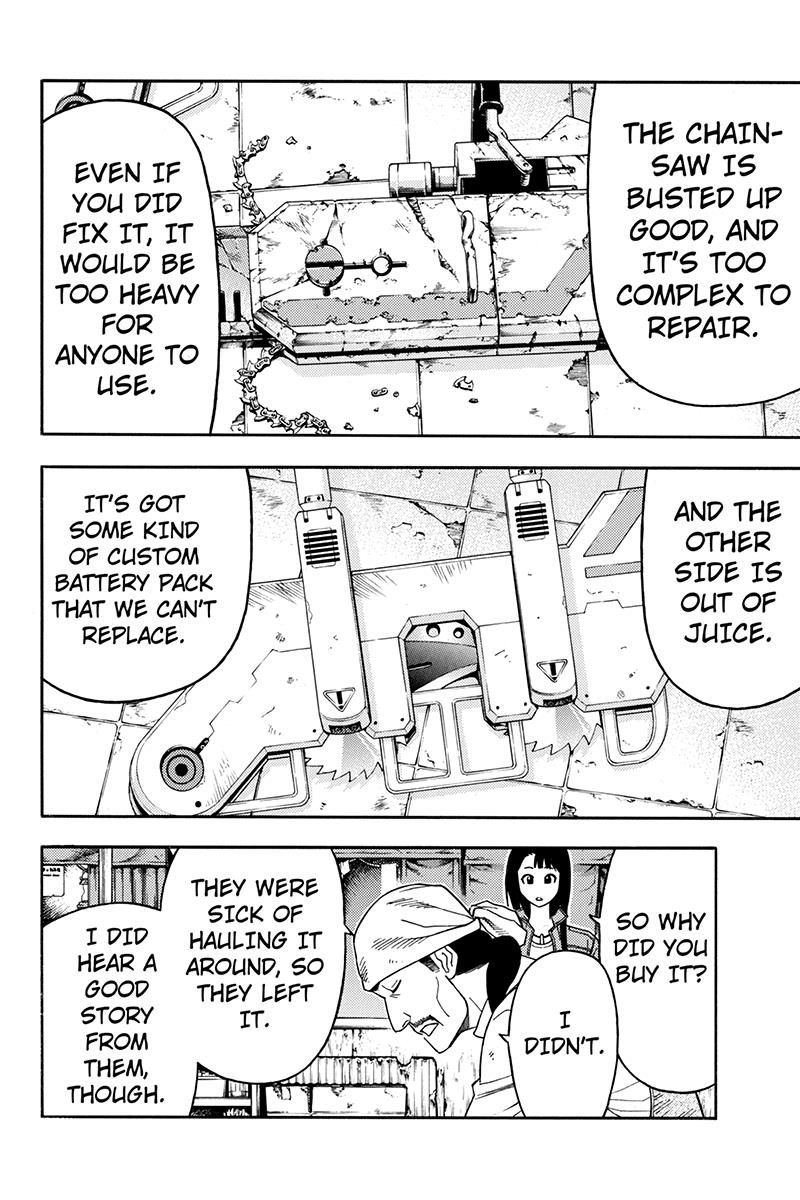 THE CHAIN-
SAW IS
BUSTED UP
GOOD, AND
IT'S TOO
COMPLEX TO
REPAIR.
EVEN IF
YOU DID
FIX IT, IT
WOULD BE
TOO HEAVY
FOR
ANYONE TO
USE.
AND THE
OTHER
SIDE IS
OUT OF
JUICE.
IT'S GOT
SOME KIND
OF CUSTOM
BATTERY PACK
THAT WE CAN'T
REPLACE.
SO WHY
DID YOU
BUY IT?
I
DIDN'T.
THEY WERE
SICK OF
HAULING IT
AROUND, SO
THEY LEFT
IT.
I DID
HEAR A
GOOD
STORY
FROM
THEM,
THOUGH.